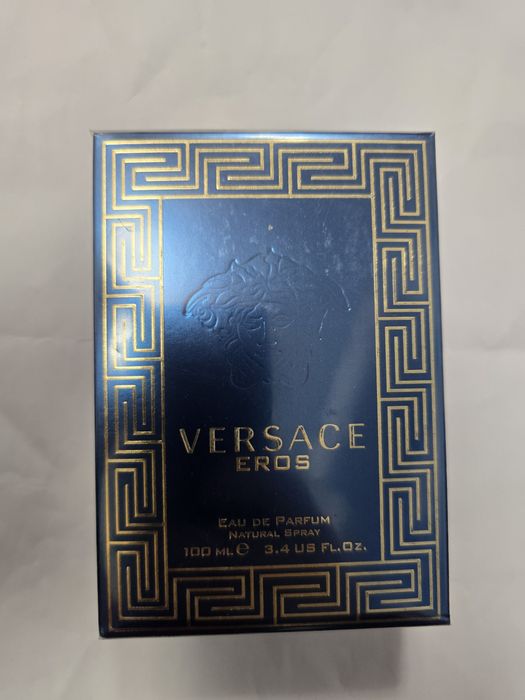 VERSACE
EROS
EAU DE PARFUM
NATURAL SPRAY
100 ML ℮ 3.4 US FL.OZ.